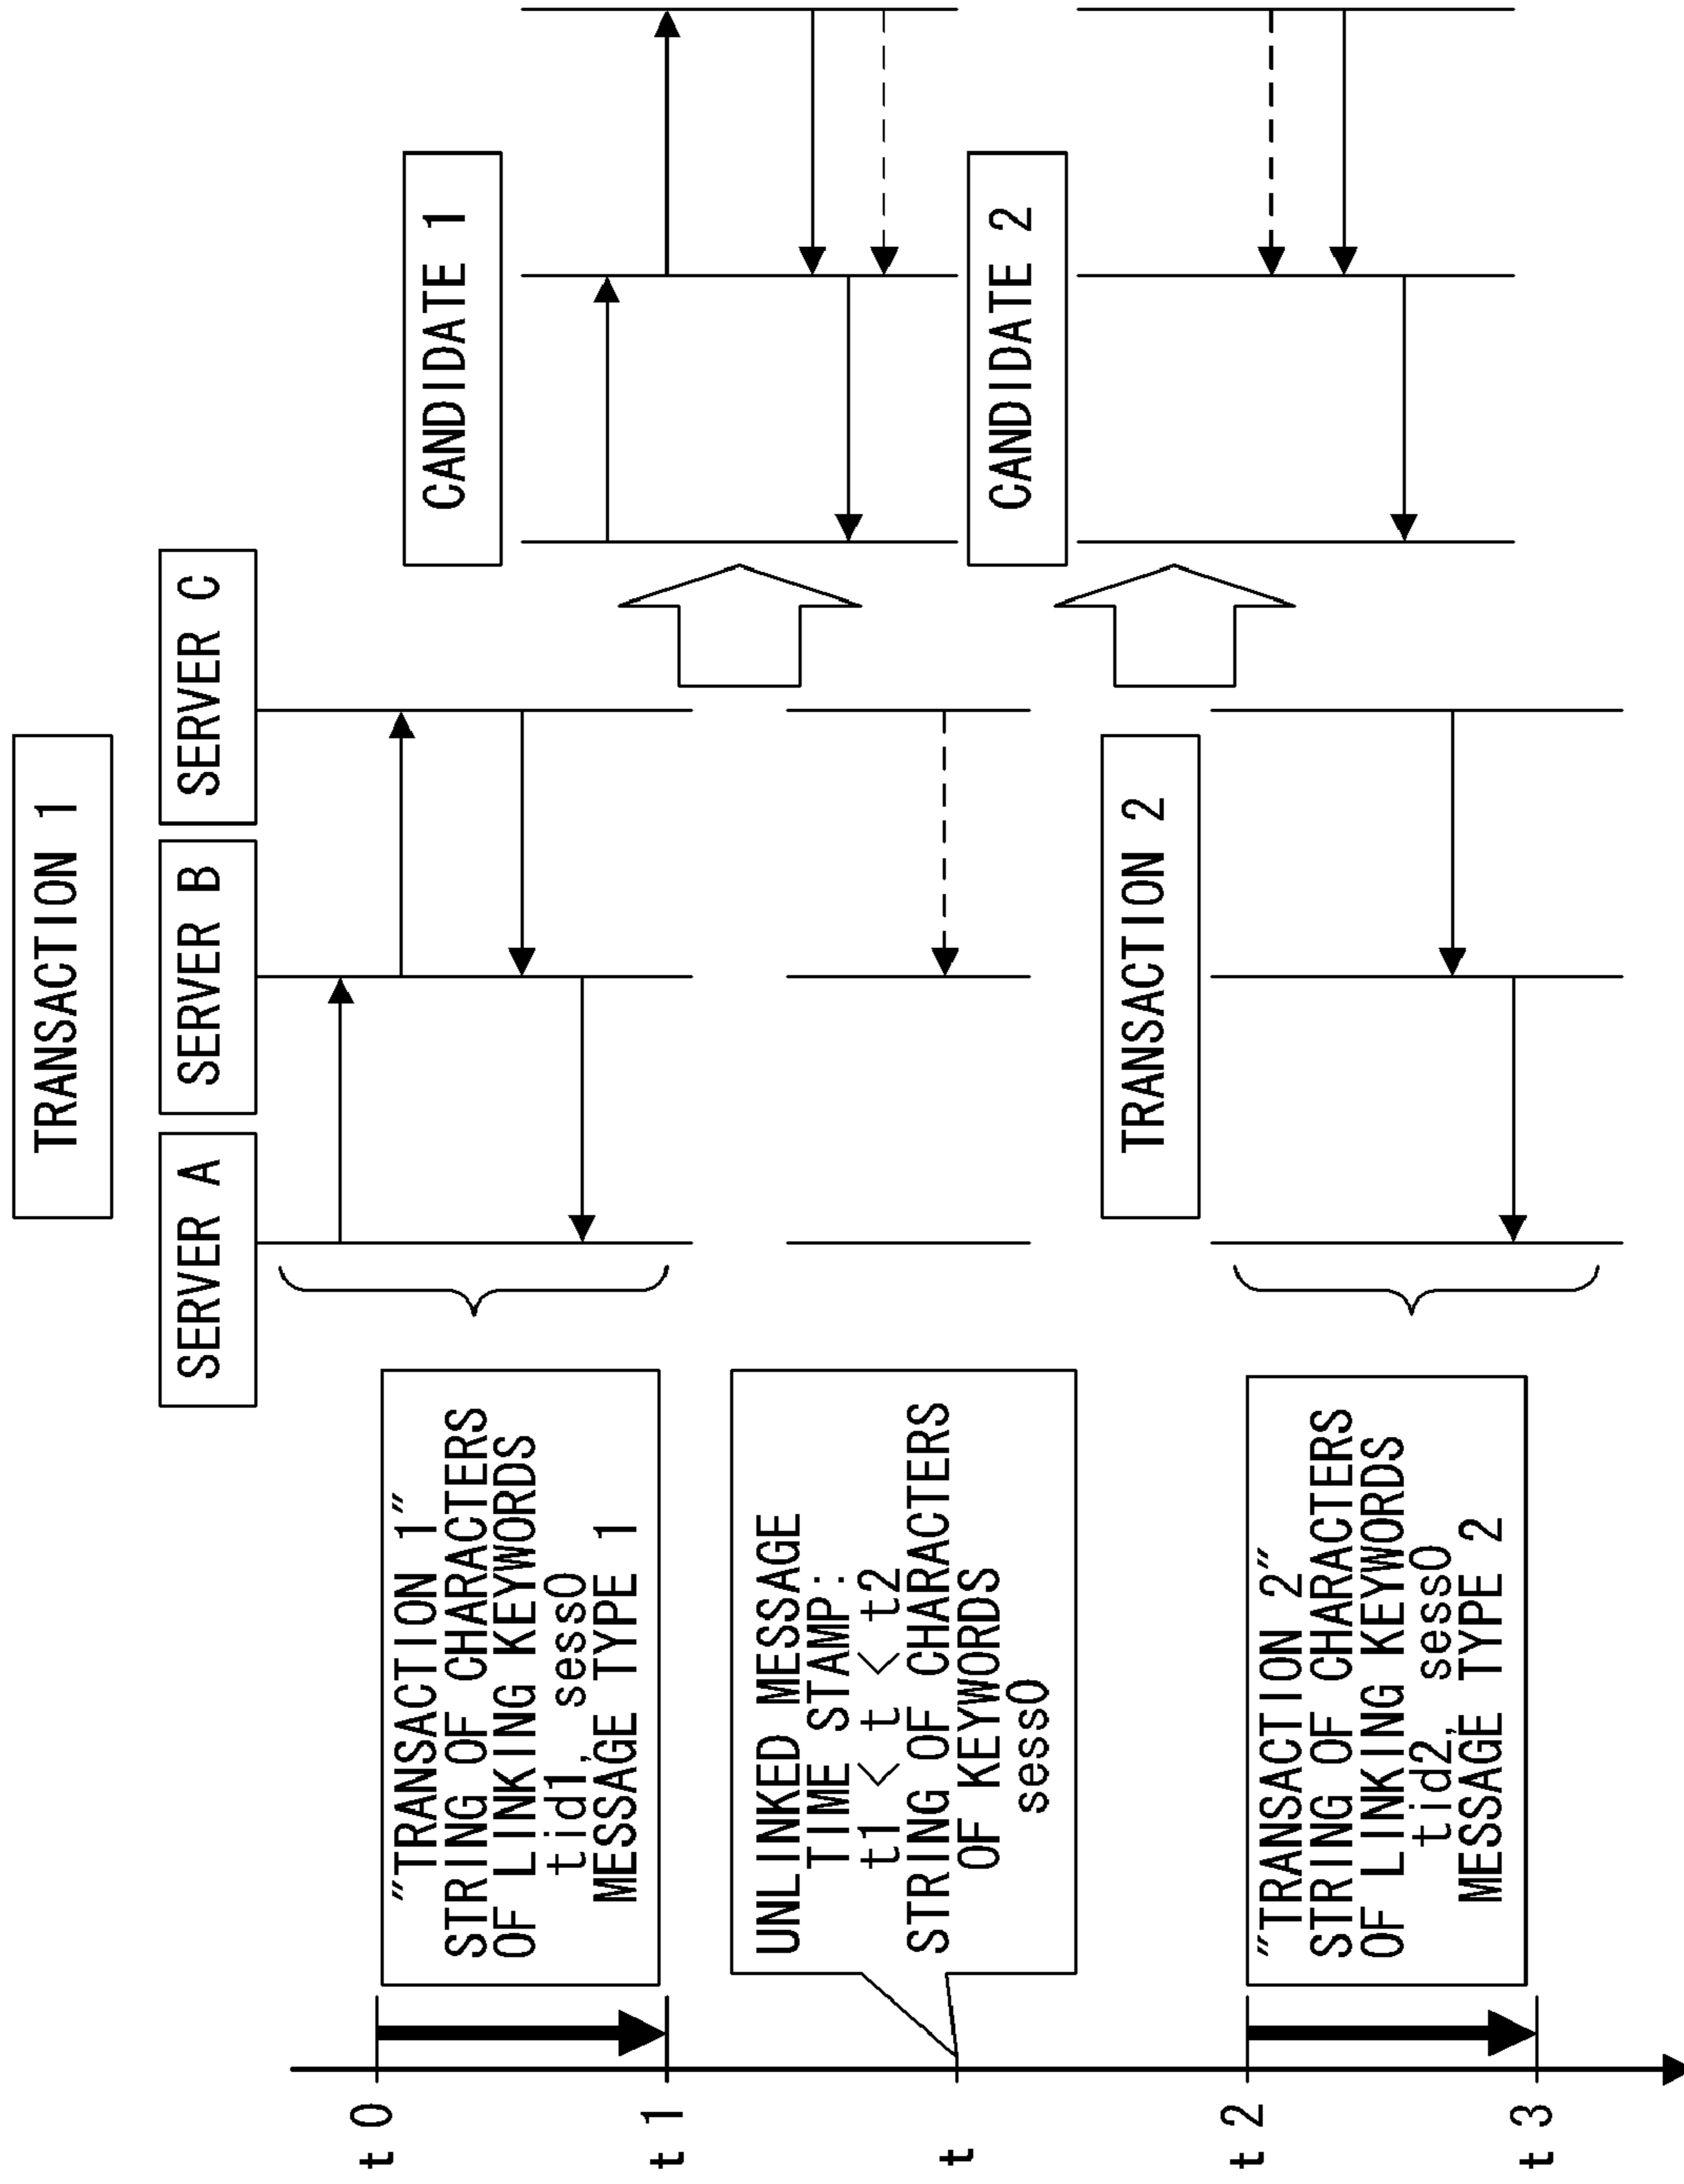 TRANSACTION 1
SERVER A
SERVER B
SERVER C
CANDIDATE 1
t0
"TRANSACTION 1"
STRING OF CHARACTERS
OF LINKING KEYWORDS
tid1, sess0
MESSAGE TYPE 1
t1
UNLINKED MESSAGE
TIME STAMP:
t1 < t < t2
STRING OF CHARACTERS
OF KEYWORDS
sess0
t
CANDIDATE 2
TRANSACTION 2
t2
"TRANSACTION 2"
STRING OF CHARACTERS
OF LINKING KEYWORDS
tid2, sess0
MESSAGE TYPE 2
t3